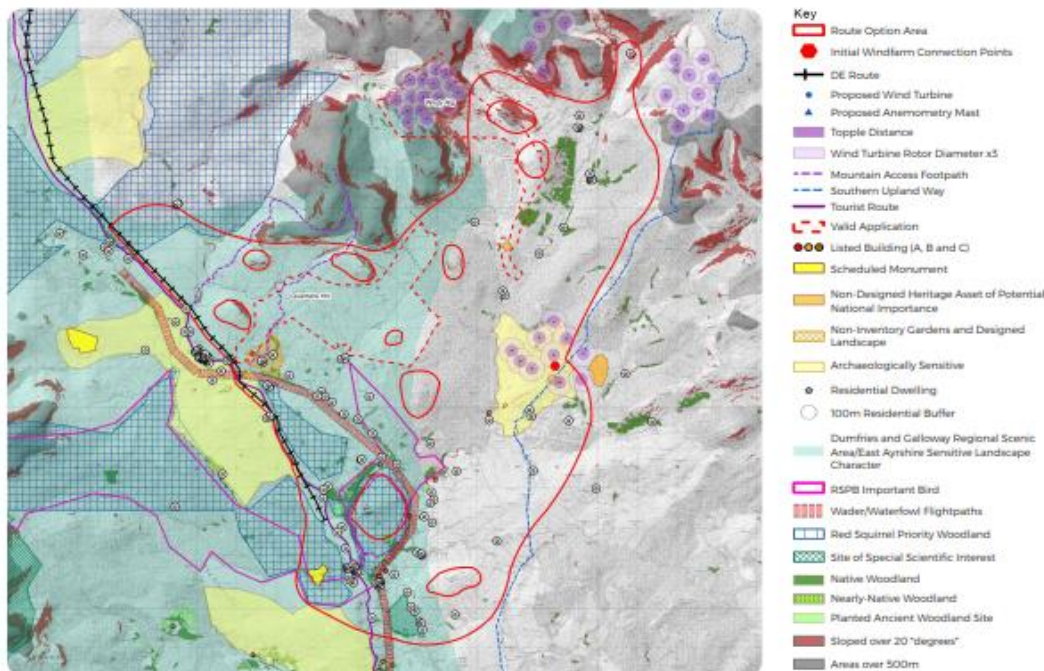 Key
Route Option Area
Initial Windfarm Connection Points
DE Route
Proposed Wind Turbine
Proposed Anemometry Mast
Topple Distance
Wind Turbine Rotor Diameter x3
Mountain Access Footpath
Southern Upland Way
Tourist Route
Valid Application
Listed Building (A, B and C)
Scheduled Monument
Non-Designed Heritage Asset of Potential
National Importance
Non-Inventory Gardens and Designed
Landscape
Archaeologically Sensitive
Residential Dwelling
100m Residential Buffer
Dumfries and Galloway Regional Scenic
Area/East Ayrshire Sensitive Landscape
Character
RSPB Important Bird
Wader/Waterfowl Flightpaths
Red Squirrel Priority Woodland
Site of Special Scientific Interest
Native Woodland
Nearly-Native Woodland
Planted Ancient Woodland Site
Sloped over 20 "degrees"
Areas over 500m